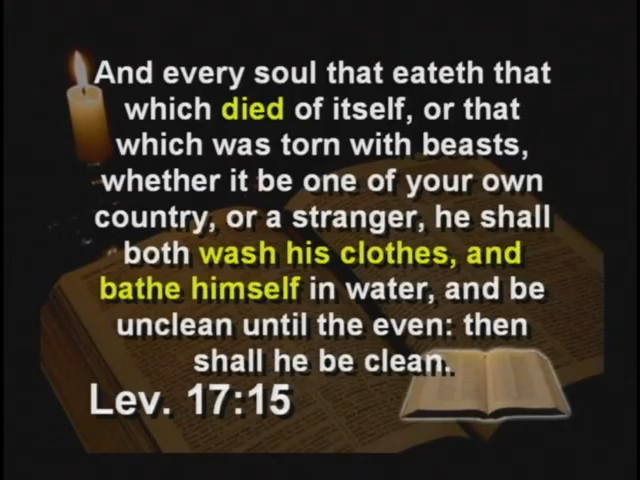 And every soul that eateth that
which died of itself, or that
which was torn with beasts,
whether it be one of your own
country, or a stranger, he shall
both wash his clothes, and
bathe himself in water, and be
unclean until the even: then
shall he be clean.
Lev. 17:15